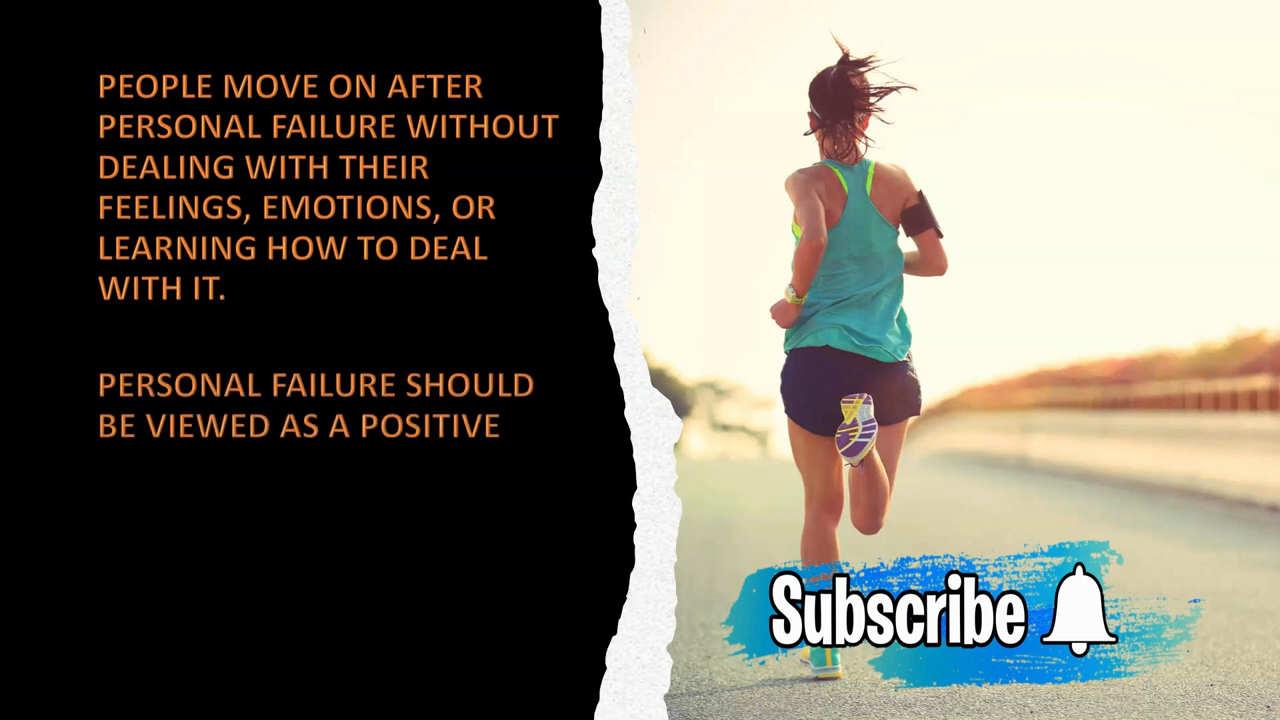 PEOPLE MOVE ON AFTER
PERSONAL FAILURE WITHOUT
DEALING WITH THEIR
FEELINGS, EMOTIONS, OR
LEARNING HOW TO DEAL
WITH IT.
PERSONAL FAILURE SHOULD
BE VIEWED AS A POSITIVE
Subscribe